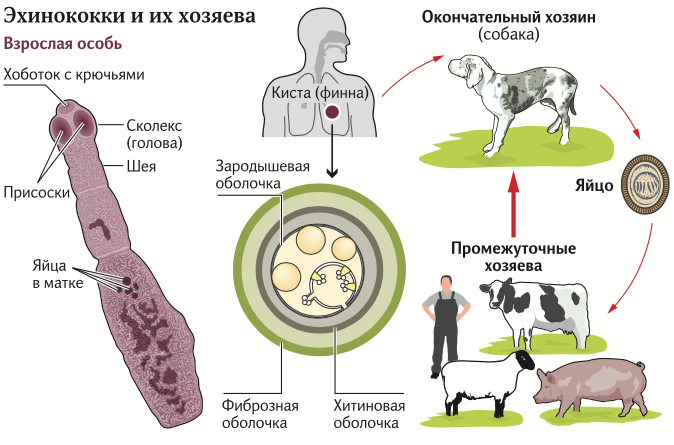 Эхинококки и их хозяева
Взрослая особь
Хоботок с крючьями
Сколекс
(голова)
Шея
Присоски
Яйца
в матке
Киста (финна)
Зародышевая
оболочка
Фиброзная
оболочка
Хитиновая
оболочка
Окончательный хозяин
(собака)
Яйцо
Промежуточные
хозяева